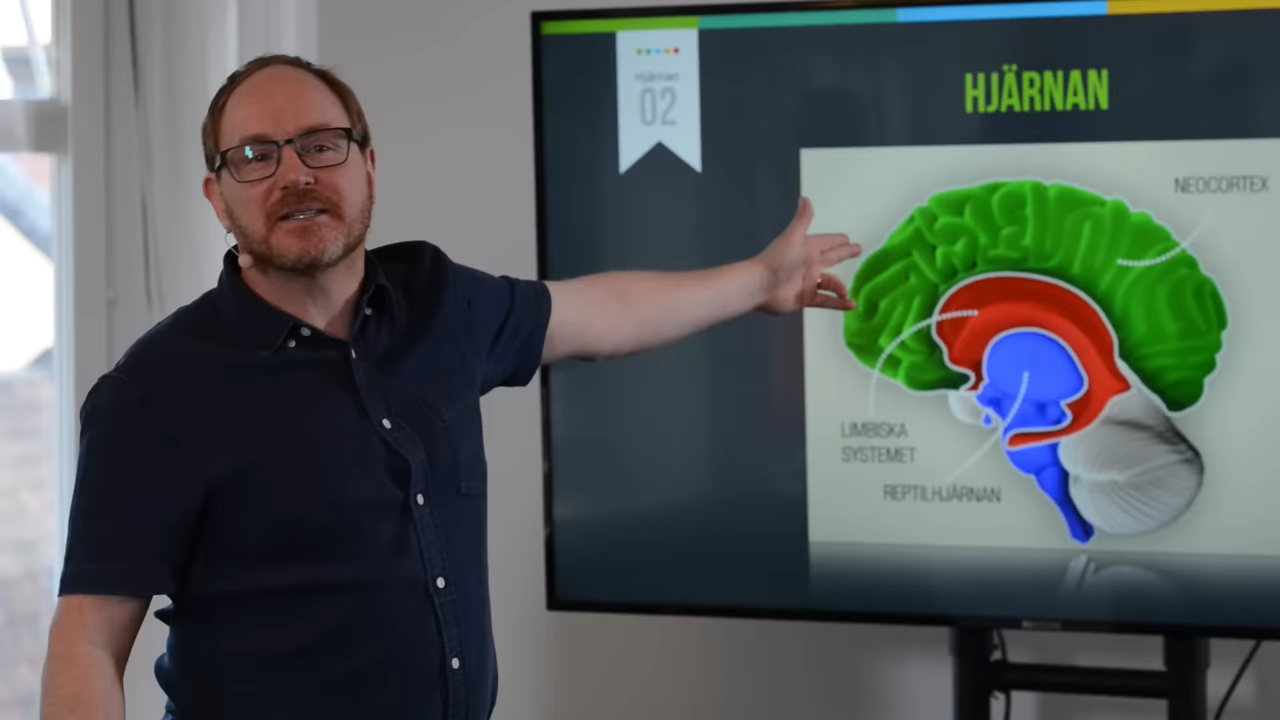 Hjärnan
02
HJÄRNAN
NEOCORTEX
LIMBISKA
SYSTEMET
REPTILHJÄRNAN